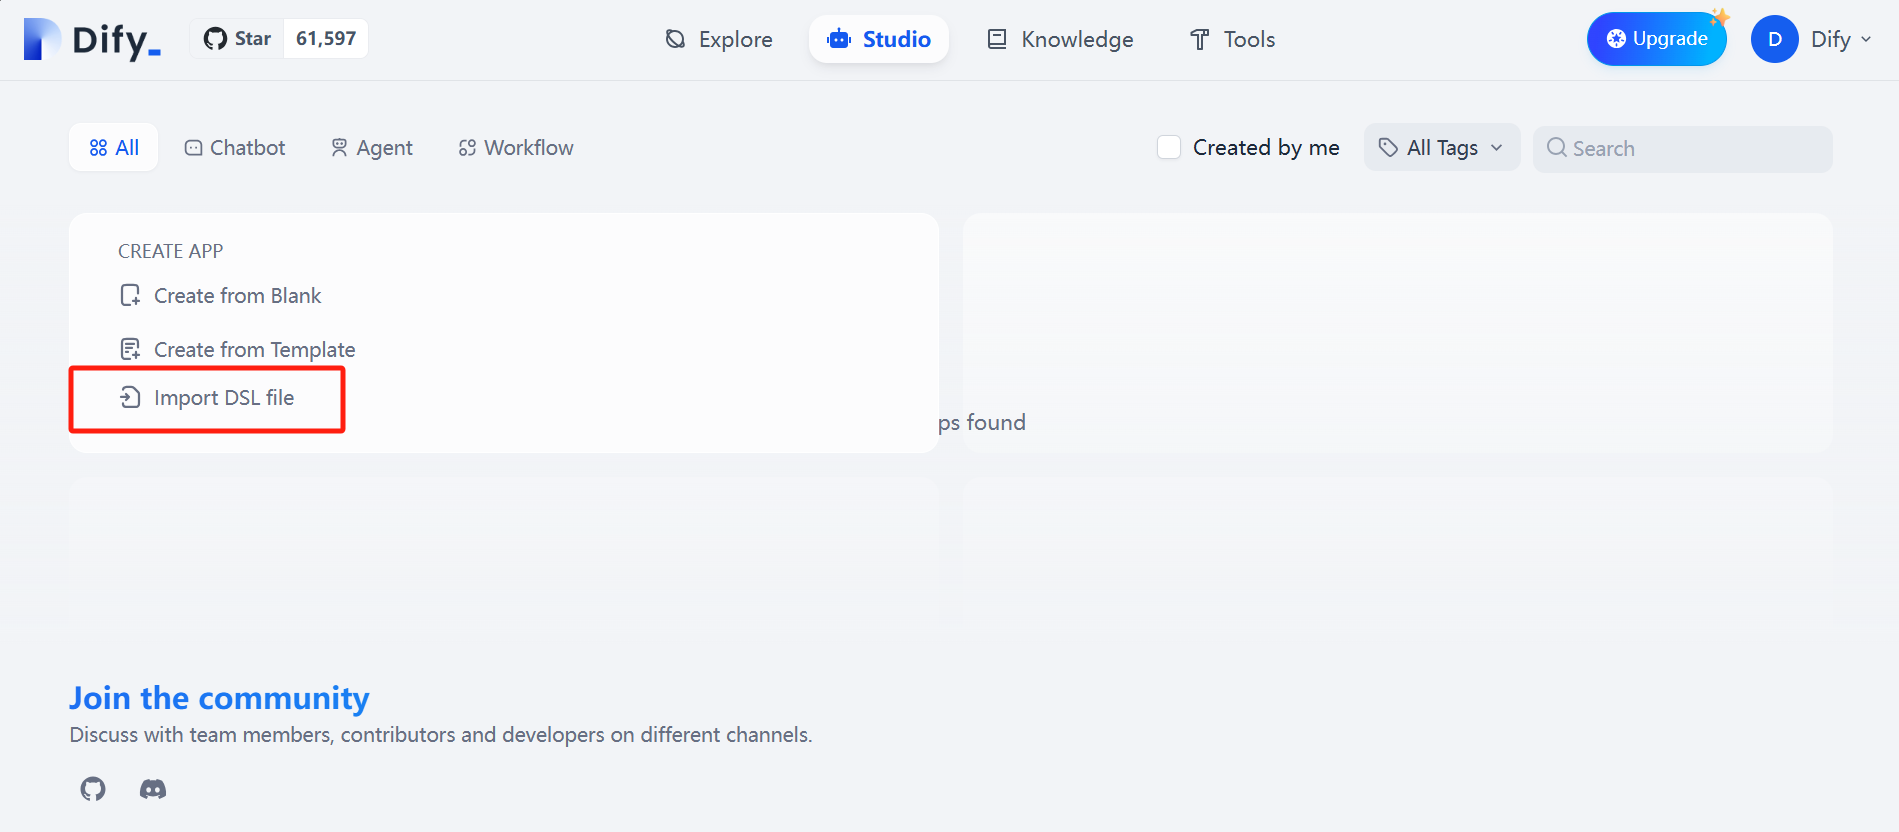 Dify_ Star 61,597 Explore Studio Knowledge Tools Upgrade D Dify
All Chatbot Agent Workflow Created by me All Tags Search
CREATE APP
Create from Blank
Create from Template
Import DSL file
ps found
Join the community
Discuss with team members, contributors and developers on different channels.